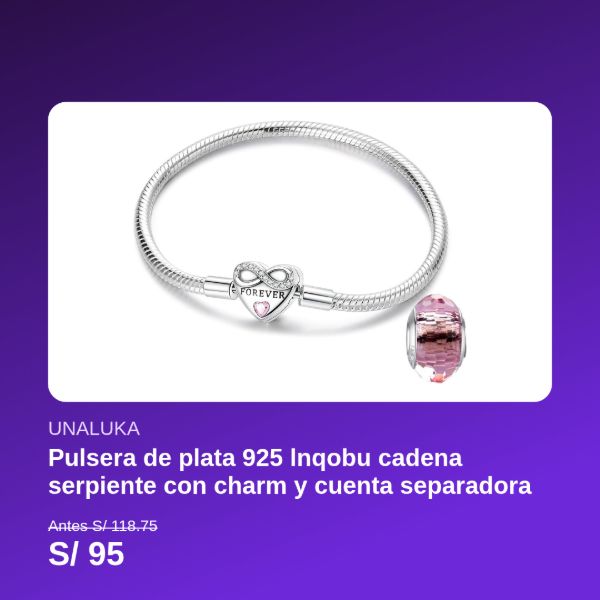 FOREVER
UNALUKA
Pulsera de plata 925 Inqobu cadena
serpiente con charm y cuenta separadora
Antes S/ 118.75
S/ 95